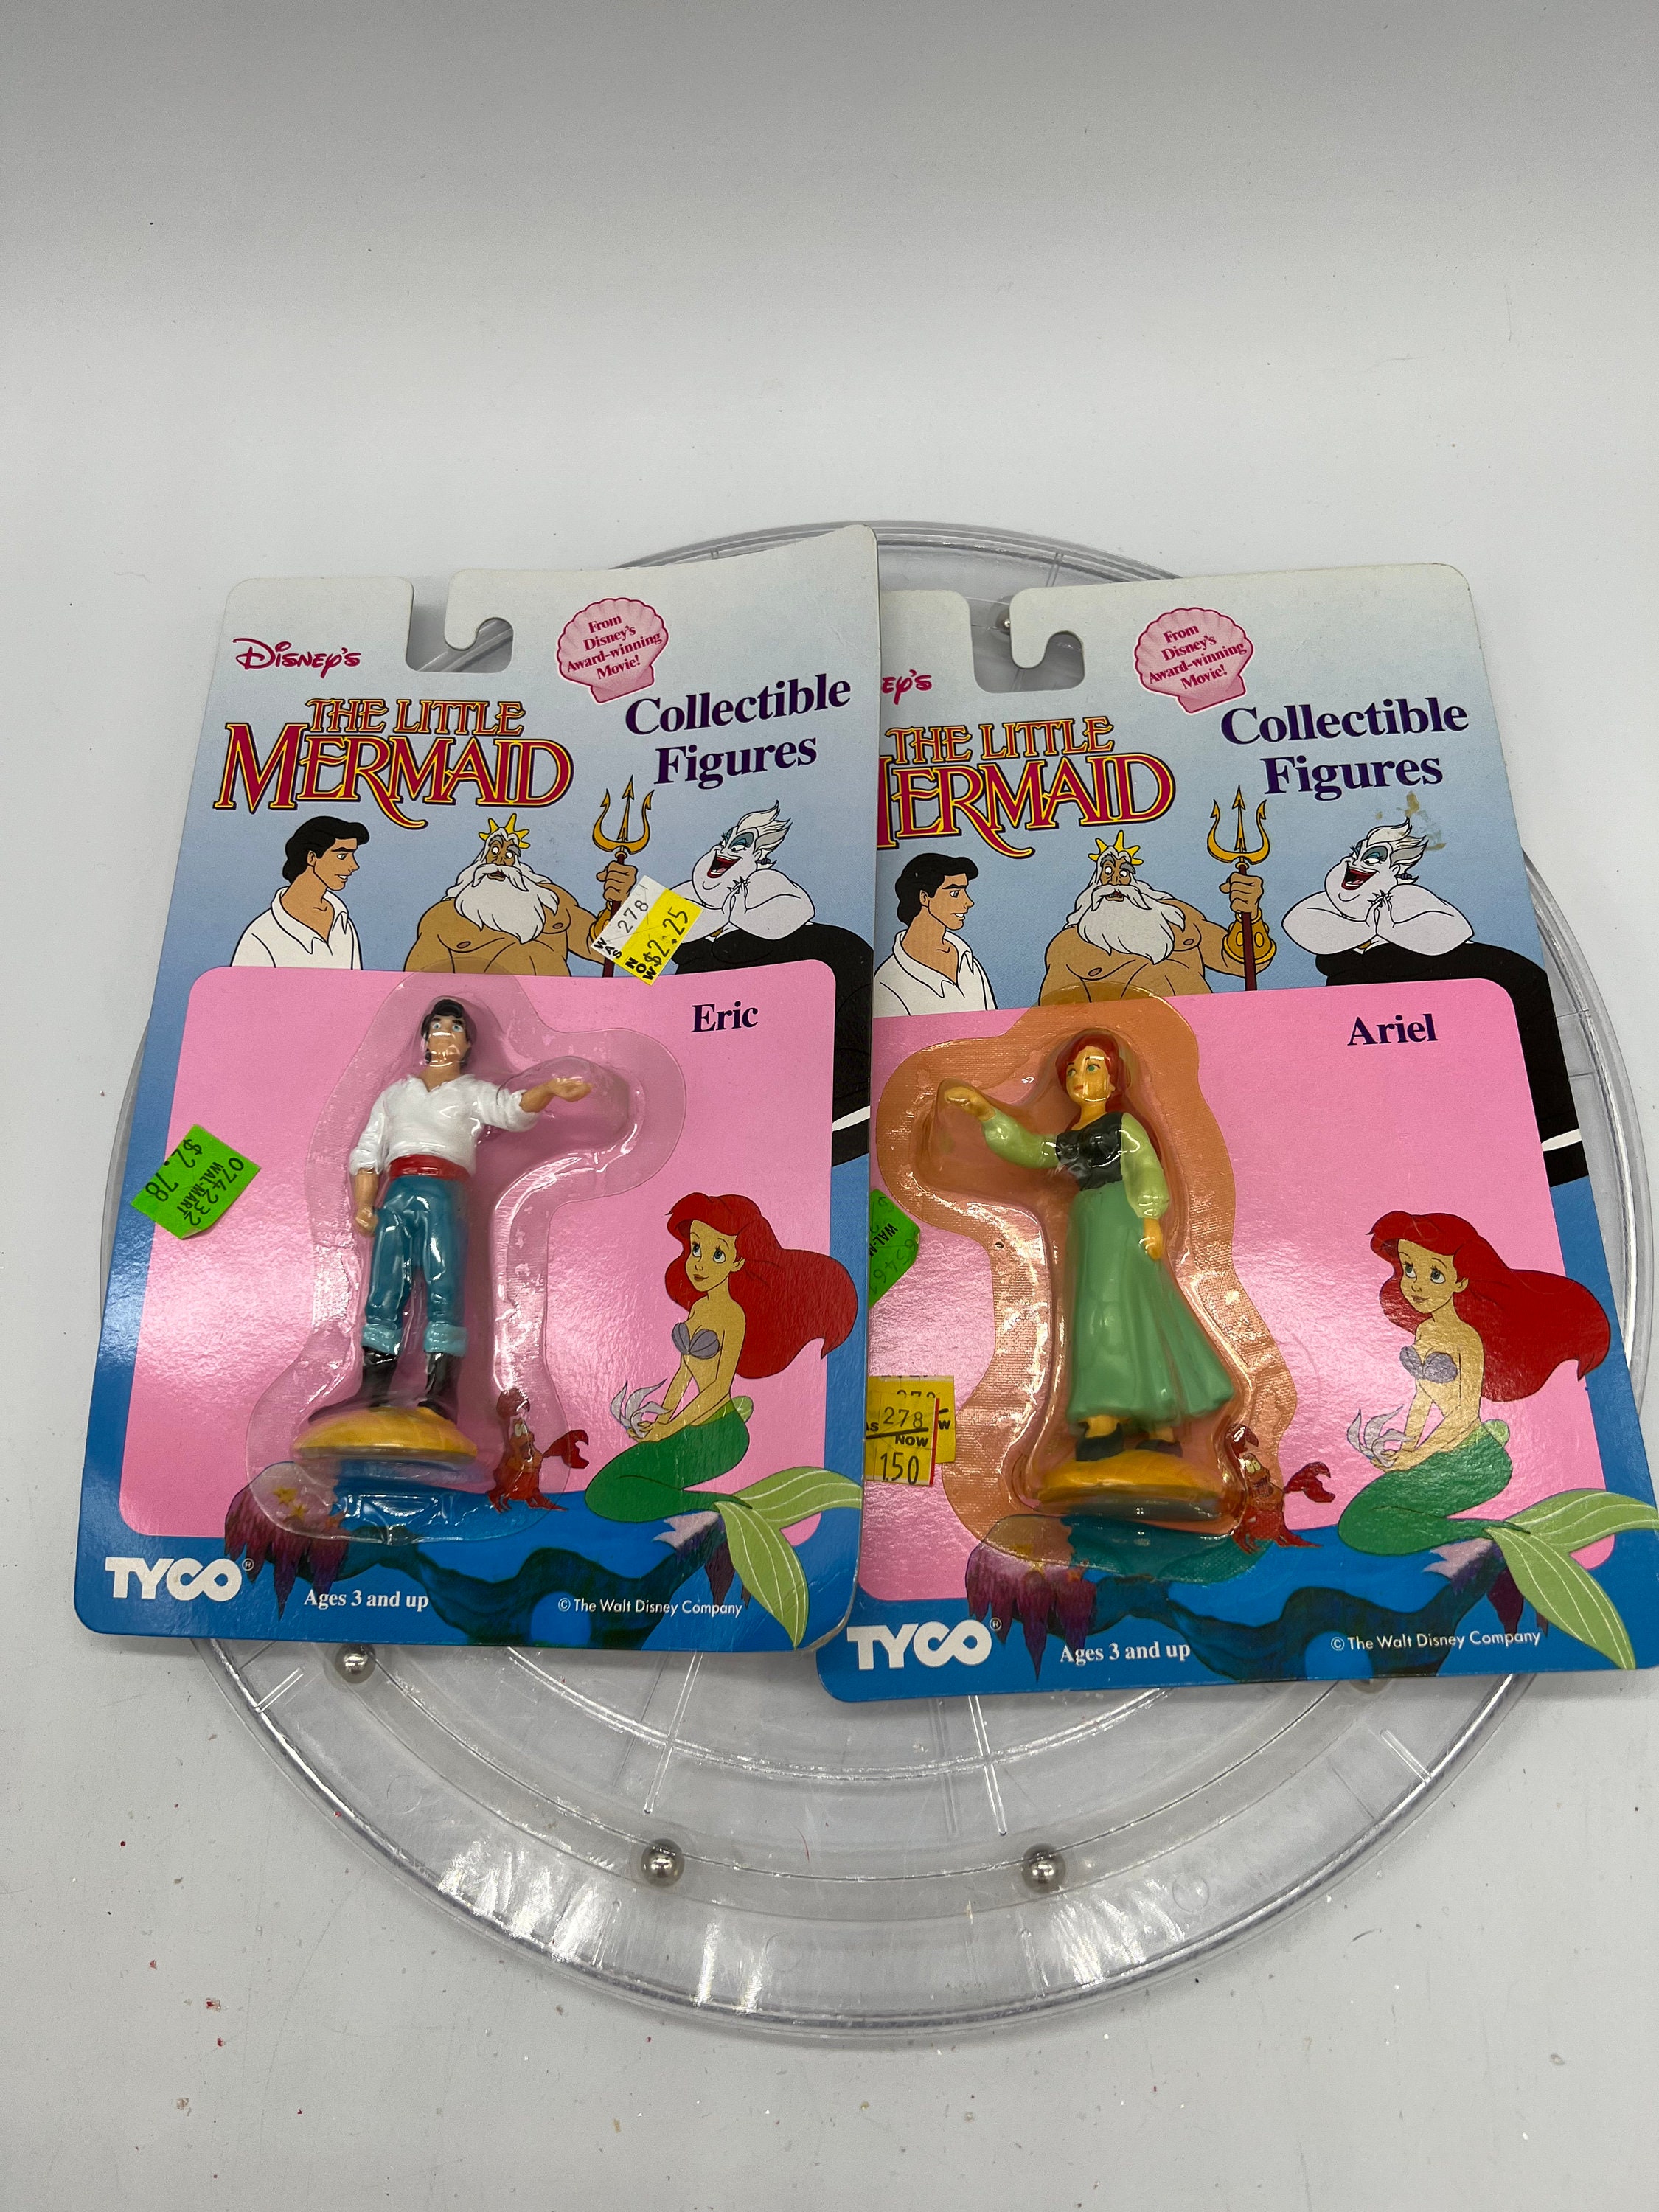 Disney's
THE LITTLE
MERMAID
From
Disney's
Award-winning
Movie!
Collectible
Figures
WAS 278
NOW $2.25
Eric
074232
WAL-MART
$2.78
TYCO®
Ages 3 and up
© The Walt Disney Company
ey's
THE LITTLE
ERMAID
From
Disney's
Award-winning
Movie!
Collectible
Figures
Ariel
WAL-M
278
NOW
150
TYCO®
Ages 3 and up
© The Walt Disney Company